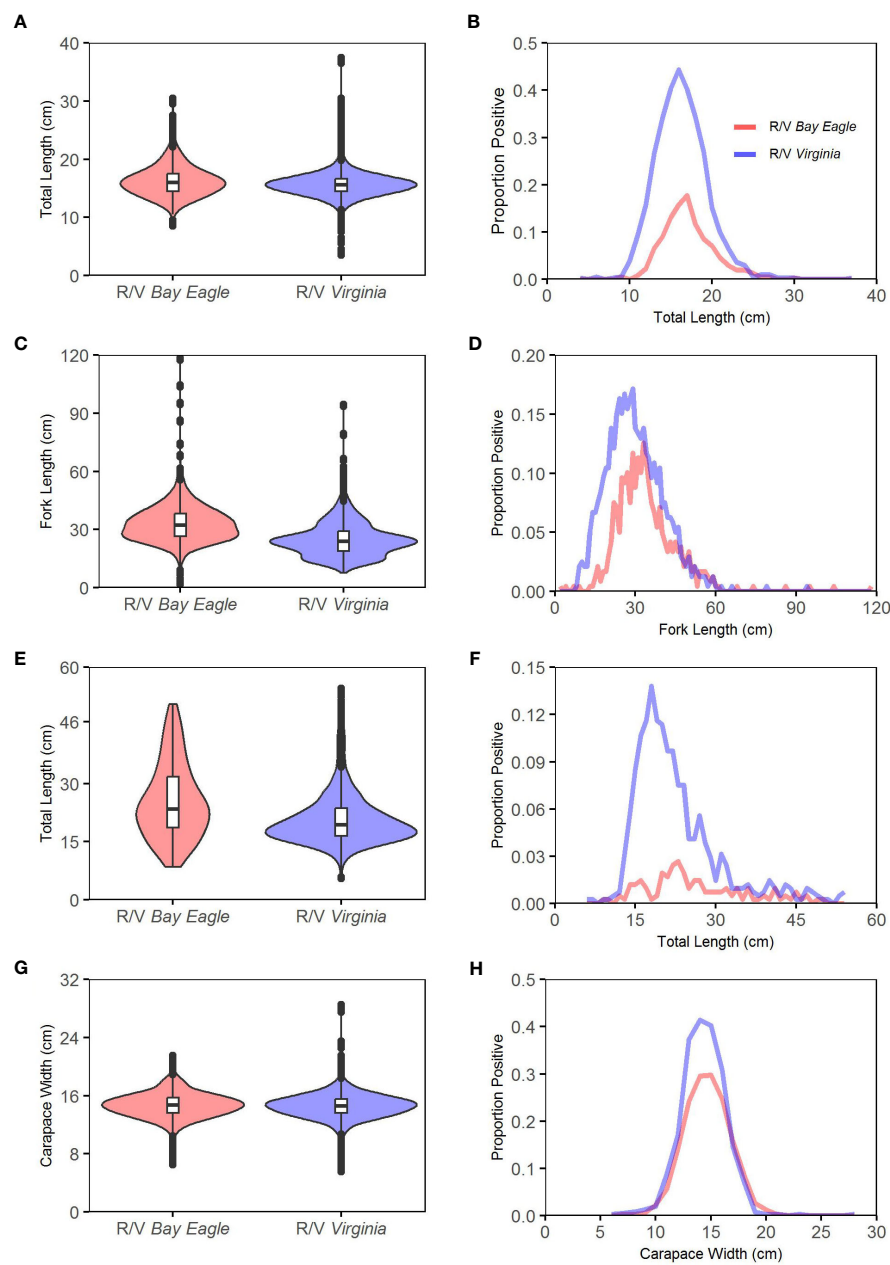 A
Total Length (cm)
40
30
20
10
0
R/V Bay Eagle
R/V Virginia
B
Proportion Positive
0.5
0.4
0.3
0.2
0.1
0.0
R/V Bay Eagle
R/V Virginia
0
10
20
30
40
Total Length (cm)
C
Fork Length (cm)
120
90
60
30
0
R/V Bay Eagle
R/V Virginia
D
Proportion Positive
0.20
0.15
0.10
0.05
0.00
0
30
60
90
120
Fork Length (cm)
E
Total Length (cm)
60
46
30
15
0
R/V Bay Eagle
R/V Virginia
F
Proportion Positive
0.15
0.12
0.09
0.06
0.03
0.00
0
15
30
45
60
Total Length (cm)
G
Carapace Width (cm)
32
24
16
8
0
R/V Bay Eagle
R/V Virginia
H
Proportion Positive
0.5
0.4
0.3
0.2
0.1
0.0
0
5
10
15
20
25
30
Carapace Width (cm)